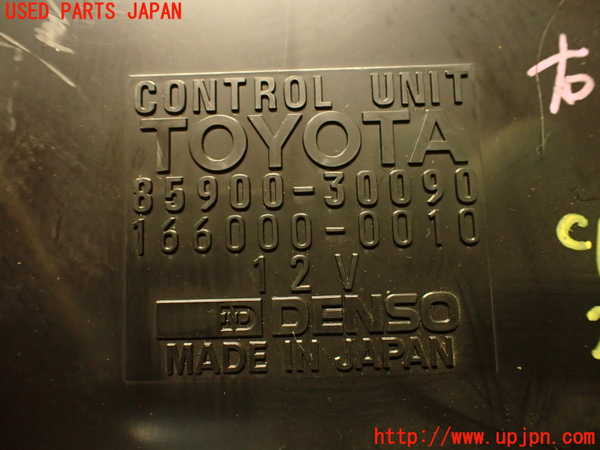 USED PARTS JAPAN
CONTROL UNIT
TOYOTA
85900-30090
166000-0010
12V
ND DENSO
MADE IN JAPAN
右
http://www.upjpn.com